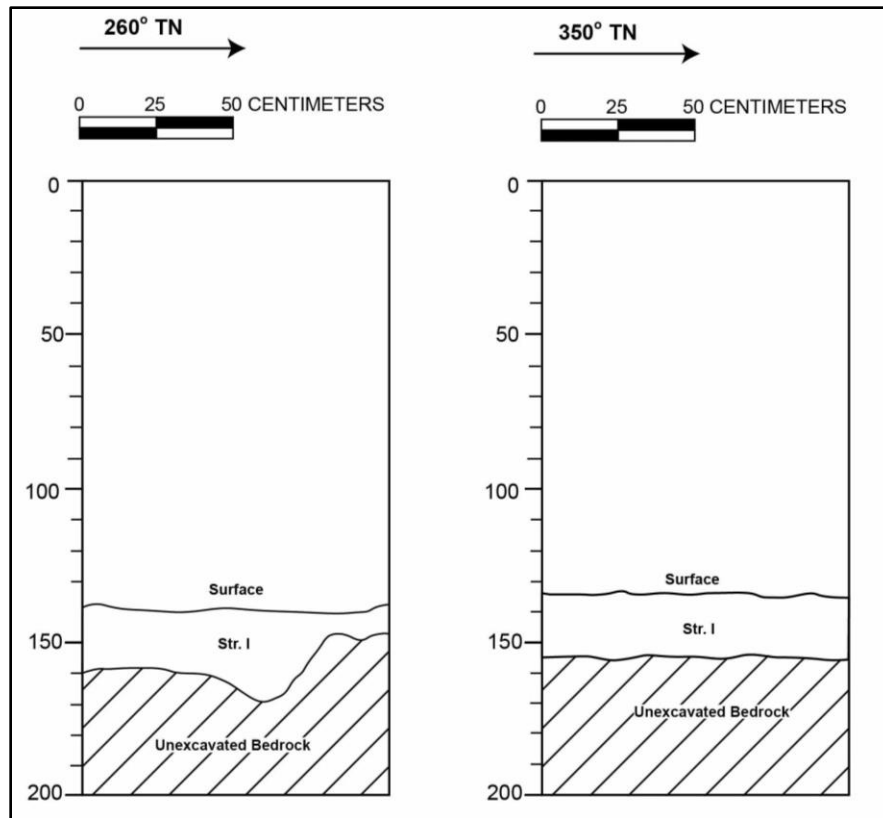 260° TN
0 25 50 CENTIMETERS
0
50
100
150
200
Surface
Str. I
Unexcavated Bedrock
350° TN
0 25 50 CENTIMETERS
0
50
100
150
200
Surface
Str. I
Unexcavated Bedrock